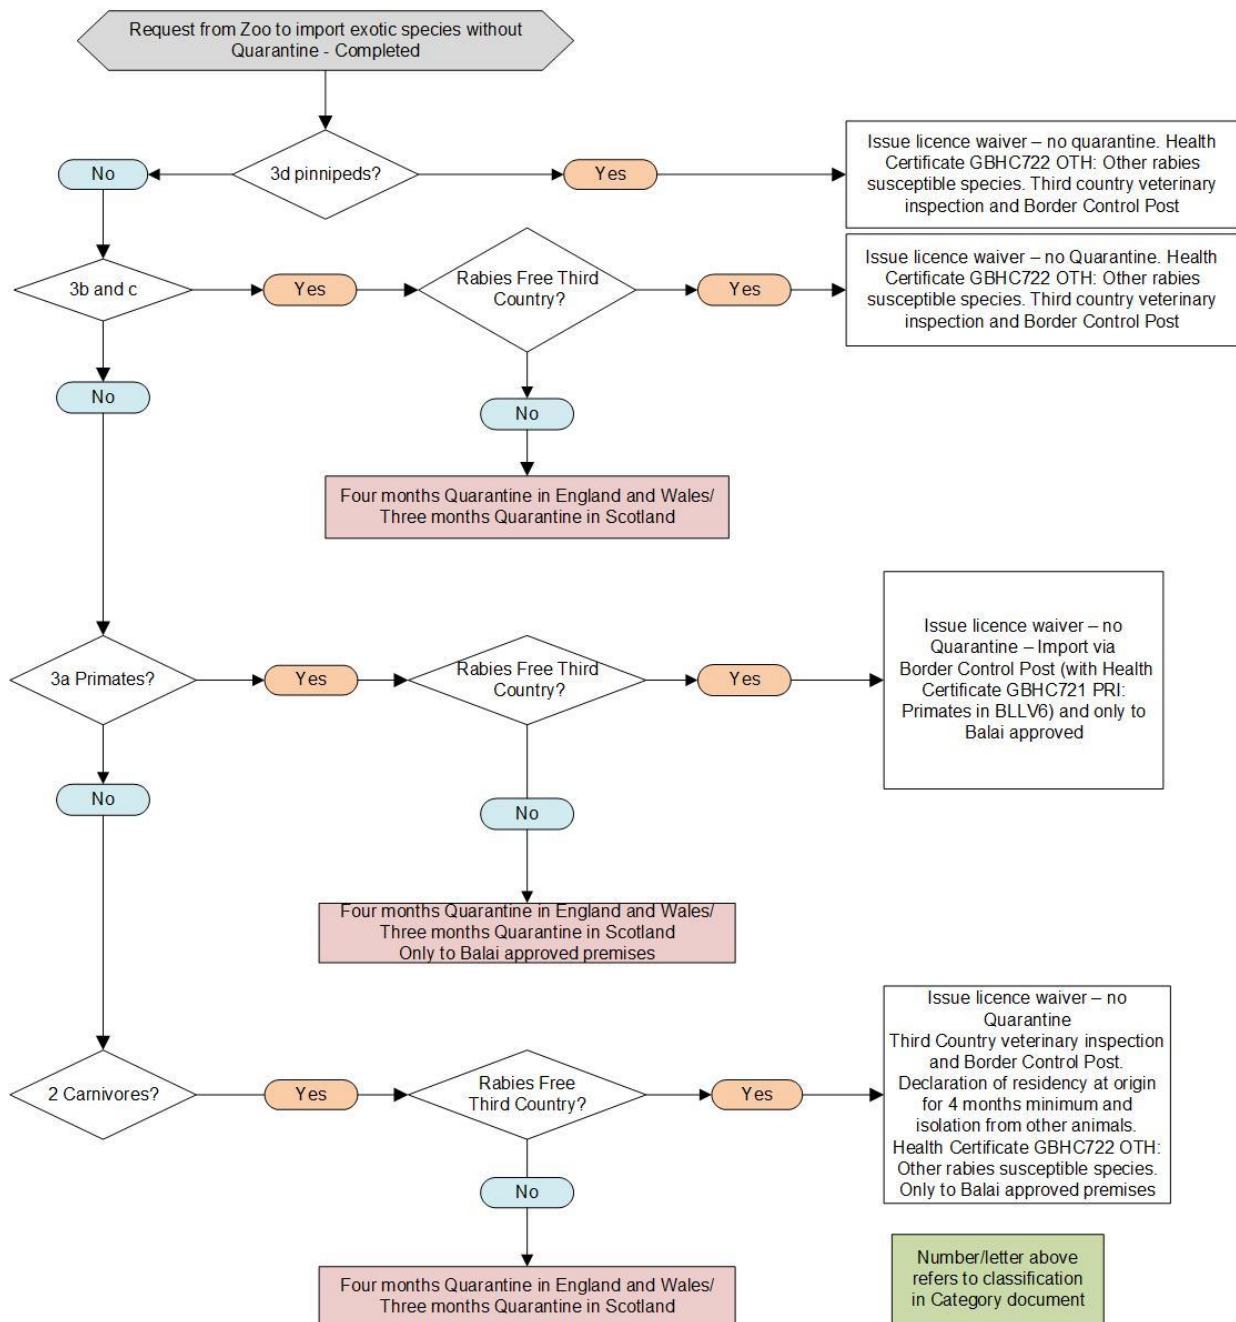 Request from Zoo to import exotic species without
Quarantine - Completed
3d pinnipeds?
No
Yes
Issue licence waiver – no quarantine. Health
Certificate GBHC722 OTH: Other rabies
susceptible species. Third country veterinary
inspection and Border Control Post
3b and c
Yes
Rabies Free Third
Country?
Yes
Issue licence waiver – no Quarantine. Health
Certificate GBHC722 OTH: Other rabies
susceptible species. Third country veterinary
inspection and Border Control Post
No
No
Four months Quarantine in England and Wales/
Three months Quarantine in Scotland
3a Primates?
Yes
Rabies Free Third
Country?
Yes
Issue licence waiver – no
Quarantine – Import via
Border Control Post (with Health
Certificate GBHC721 PRI:
Primates in BLLV6) and only to
Balai approved
No
No
Four months Quarantine in England and Wales/
Three months Quarantine in Scotland
Only to Balai approved premises
2 Carnivores?
Yes
Rabies Free
Third Country?
Yes
Issue licence waiver – no
Quarantine
Third Country veterinary inspection
and Border Control Post.
Declaration of residency at origin
for 4 months minimum and
isolation from other animals.
Health Certificate GBHC722 OTH:
Other rabies susceptible species.
Only to Balai approved premises
No
Four months Quarantine in England and Wales/
Three months Quarantine in Scotland
Number/letter above
refers to classification
in Category document